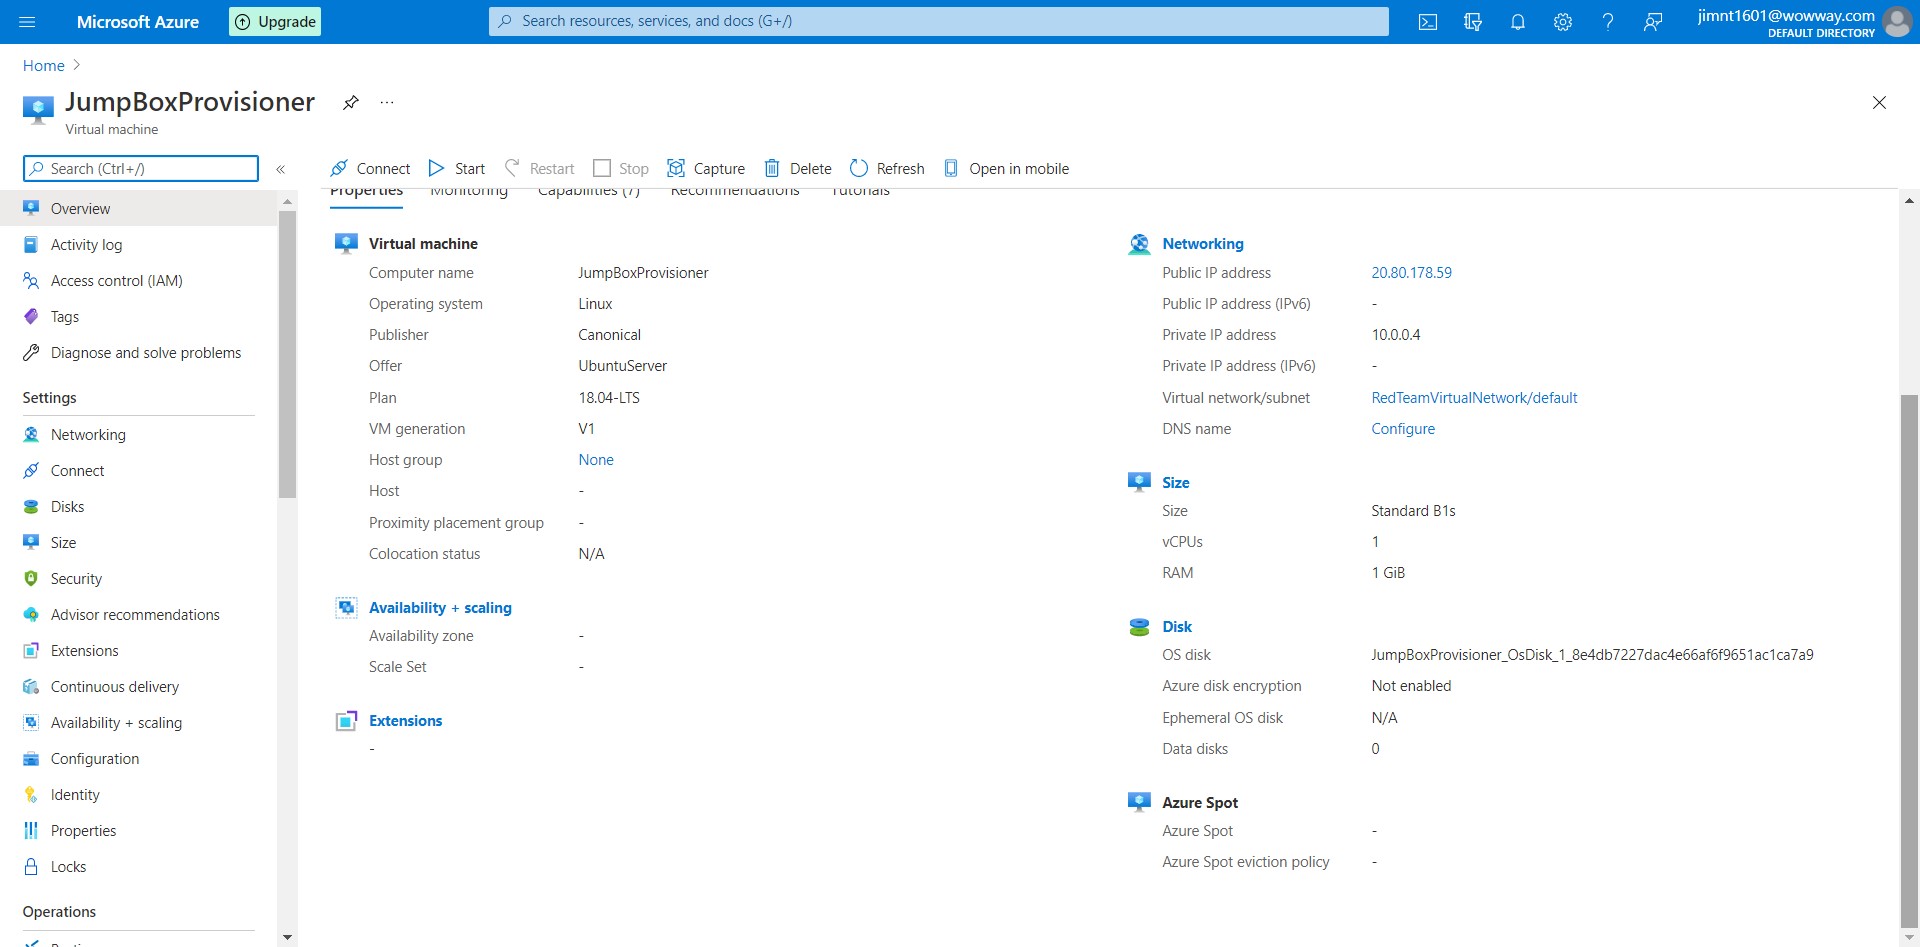 Microsoft Azure
Upgrade
Search resources, services, and docs (G+/)
jimnt1601@wowway.com
DEFAULT DIRECTORY
Home
JumpBoxProvisioner
...
Virtual machine
Search (Ctrl+/)
«
Connect
Start
Restart
Stop
Capture
Delete
Refresh
Open in mobile
Overview
Activity log
Access control (IAM)
Tags
Diagnose and solve problems
Settings
Networking
Connect
Disks
Size
Security
Advisor recommendations
Extensions
Continuous delivery
Availability + scaling
Configuration
Identity
Properties
Locks
Operations
Properties Monitoring Capabilities (7) Recommendations Tutorials
Virtual machine
Computer name JumpBoxProvisioner
Operating system Linux
Publisher Canonical
Offer UbuntuServer
Plan 18.04-LTS
VM generation V1
Host group None
Host -
Proximity placement group -
Colocation status N/A
Availability + scaling
Availability zone -
Scale Set -
Extensions
-
Networking
Public IP address 20.80.178.59
Public IP address (IPv6) -
Private IP address 10.0.0.4
Private IP address (IPv6) -
Virtual network/subnet RedTeamVirtualNetwork/default
DNS name Configure
Size
Size Standard B1s
vCPUs 1
RAM 1 GiB
Disk
OS disk JumpBoxProvisioner_OsDisk_1_8e4db7227dac4e66af6f9651ac1ca7a9
Azure disk encryption Not enabled
Ephemeral OS disk N/A
Data disks 0
Azure Spot
Azure Spot -
Azure Spot eviction policy -